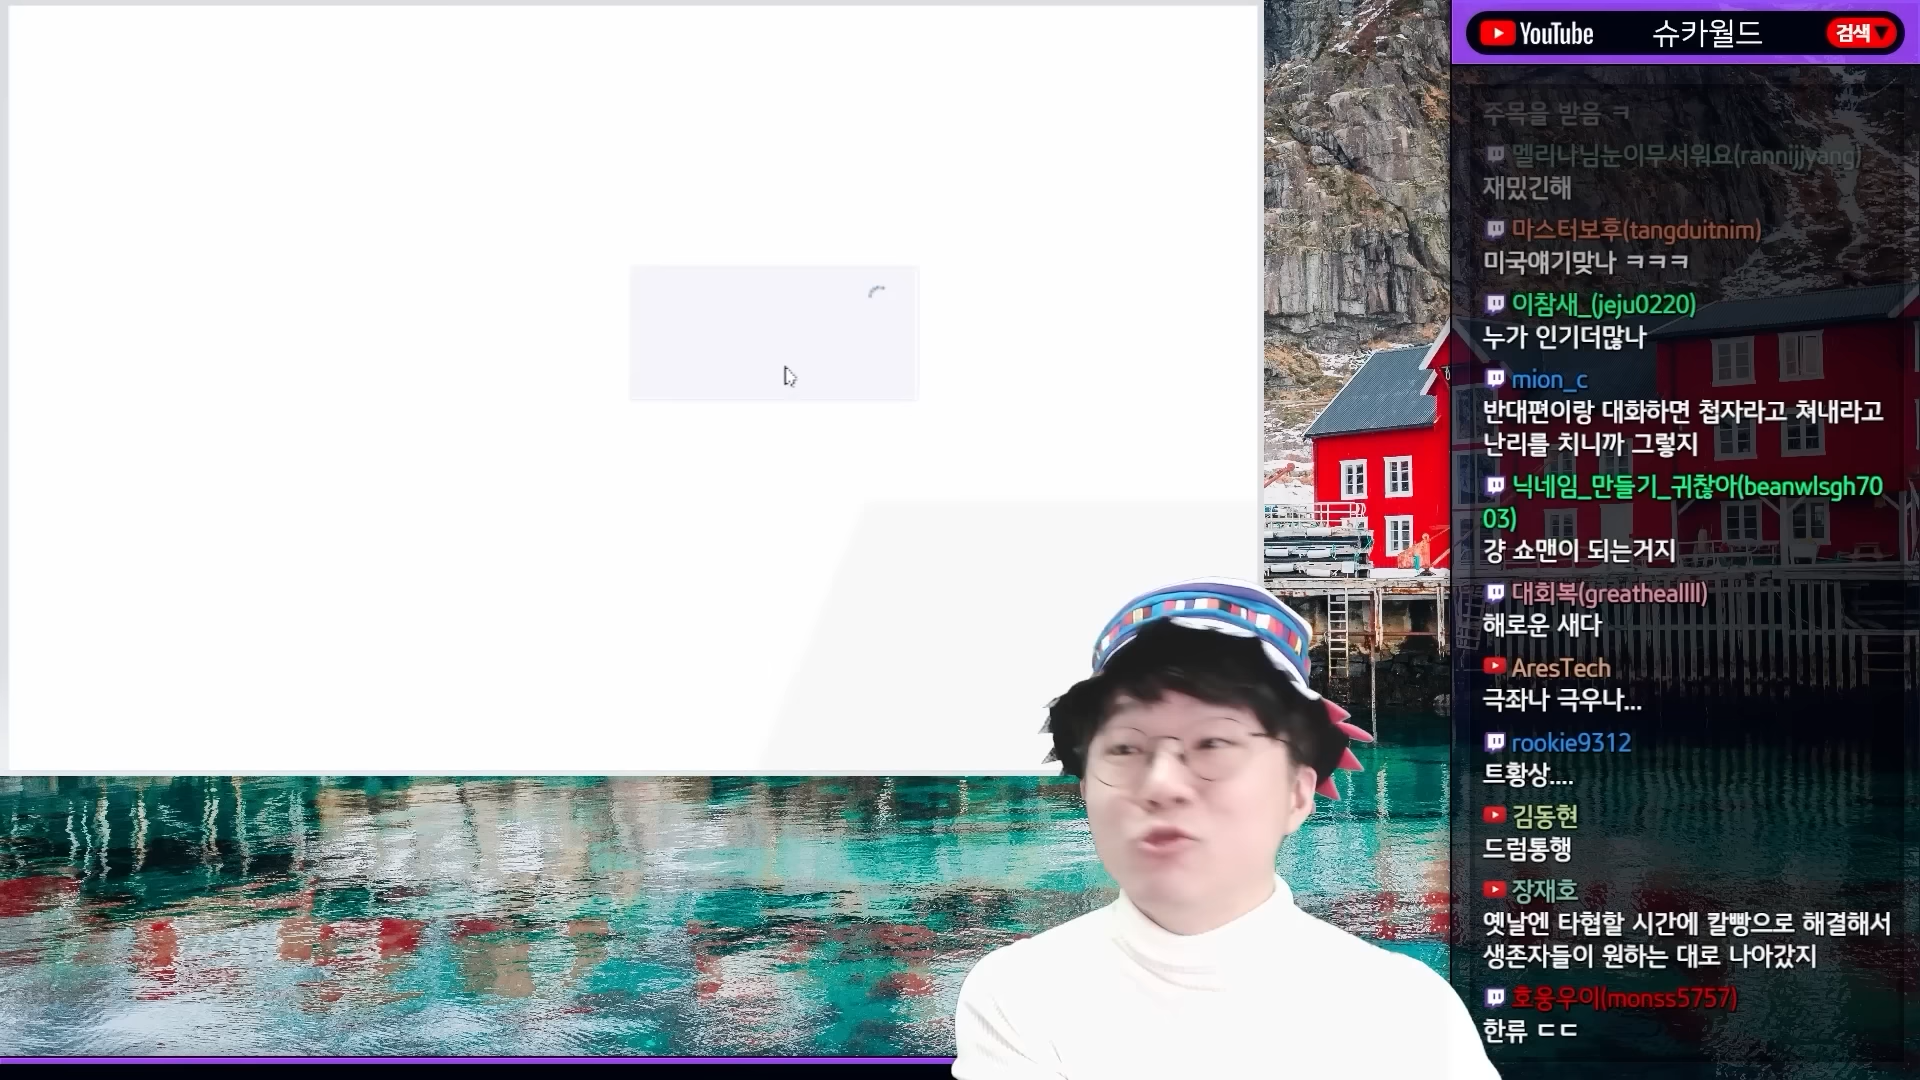 YouTube 슈카월드 검색▼
주목을 받음 ㅋ
멜리나님눈이무서워요(rannijjyang)
재밌긴해
마스터보후(tangduitnim)
미국얘기맞나 ㅋㅋㅋ
이참새_(jeju0220)
누가 인기더많나
mion_c
반대편이랑 대화하면 첩자라고 쳐내라고
난리를 치니까 그렇지
닉네임_만들기_귀찮아(beanwlsgh70
03)
걍 쇼맨이 되는거지
대회복(greatheallll)
해로운 새다
AresTech
극좌나 극우나...
rookie9312
트황상....
김동현
드럼통행
장재호
옛날엔 타협할 시간에 칼빵으로 해결해서
생존자들이 원하는 대로 나아갔지
호웅우이(monss5757)
한류 ㄷㄷ